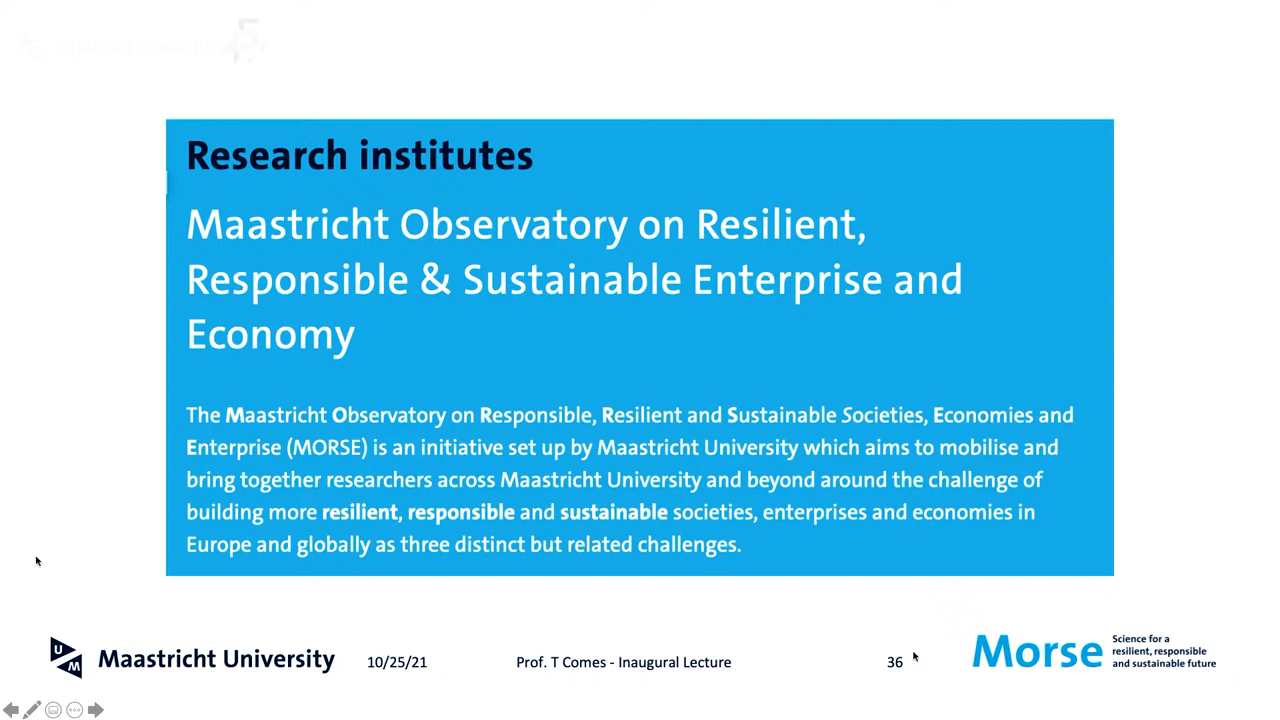 Research institutes
Maastricht Observatory on Resilient,
Responsible & Sustainable Enterprise and
Economy
The Maastricht Observatory on Responsible, Resilient and Sustainable Societies, Economies and
Enterprise (MORSE) is an initiative set up by Maastricht University which aims to mobilise and
bring together researchers across Maastricht University and beyond around the challenge of
building more resilient, responsible and sustainable societies, enterprises and economies in
Europe and globally as three distinct but related challenges.
UM Maastricht University
10/25/21
Prof. T Comes - Inaugural Lecture
36
Morse
Science for a
resilient, responsible
and sustainable future